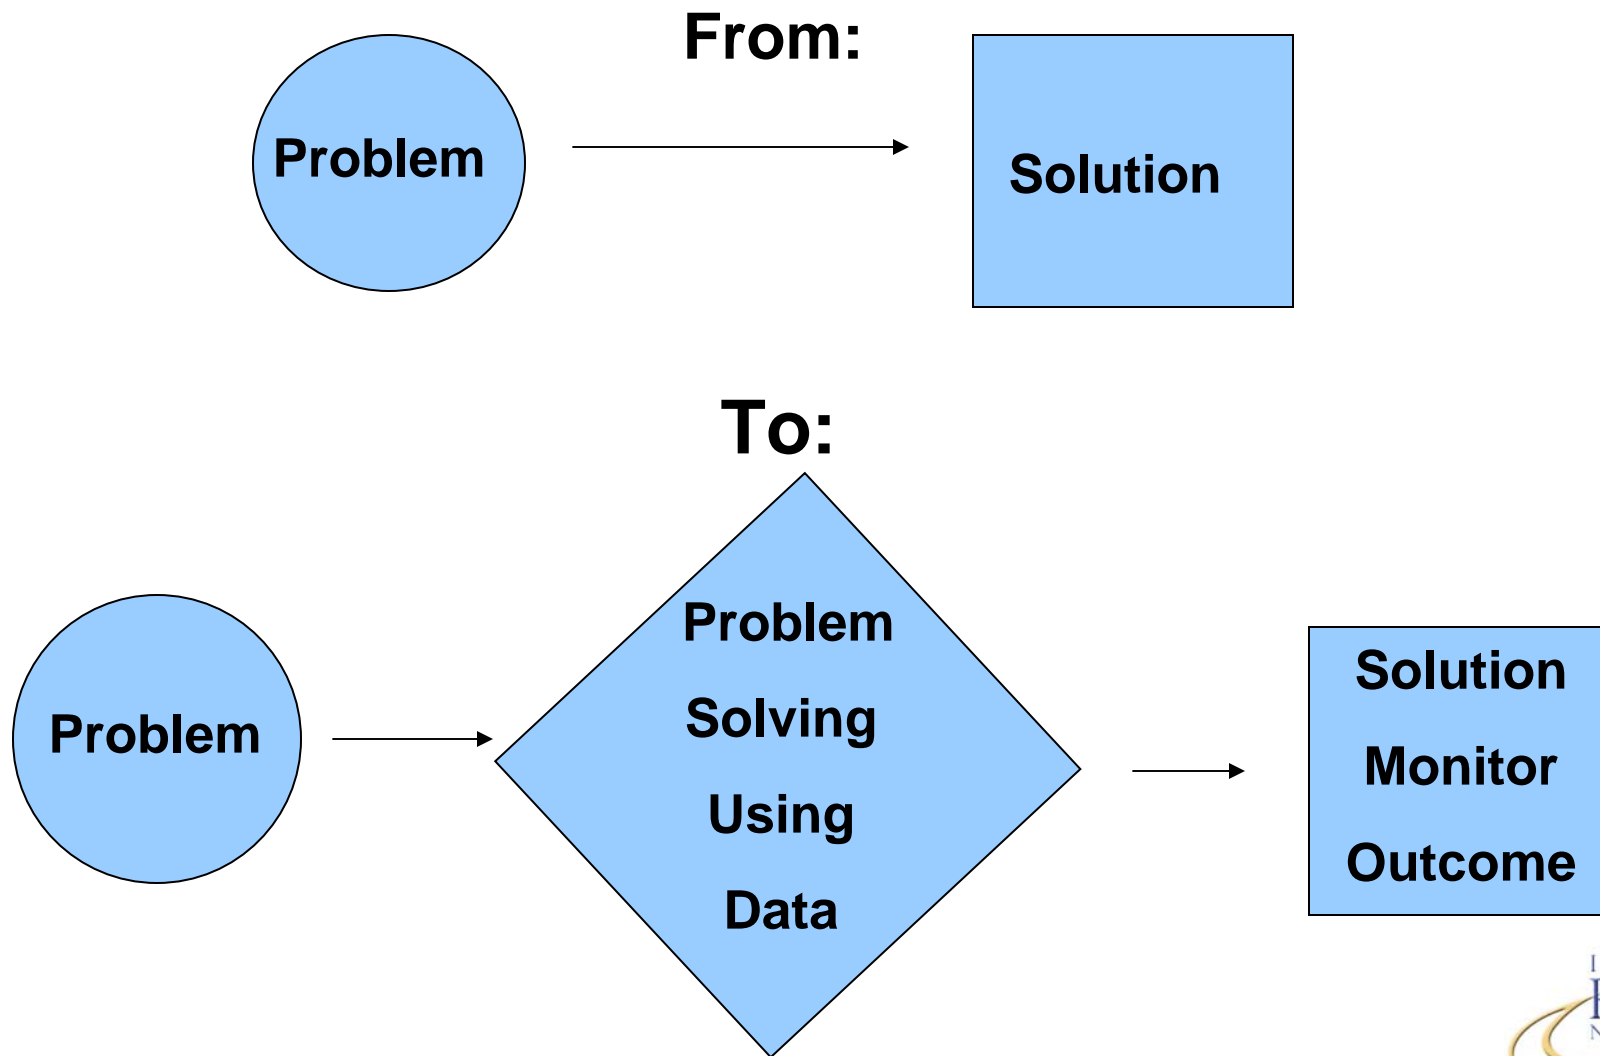 From:
Problem
Solution
To:
Problem
Problem
Solving
Using
Data
Solution
Monitor
Outcome